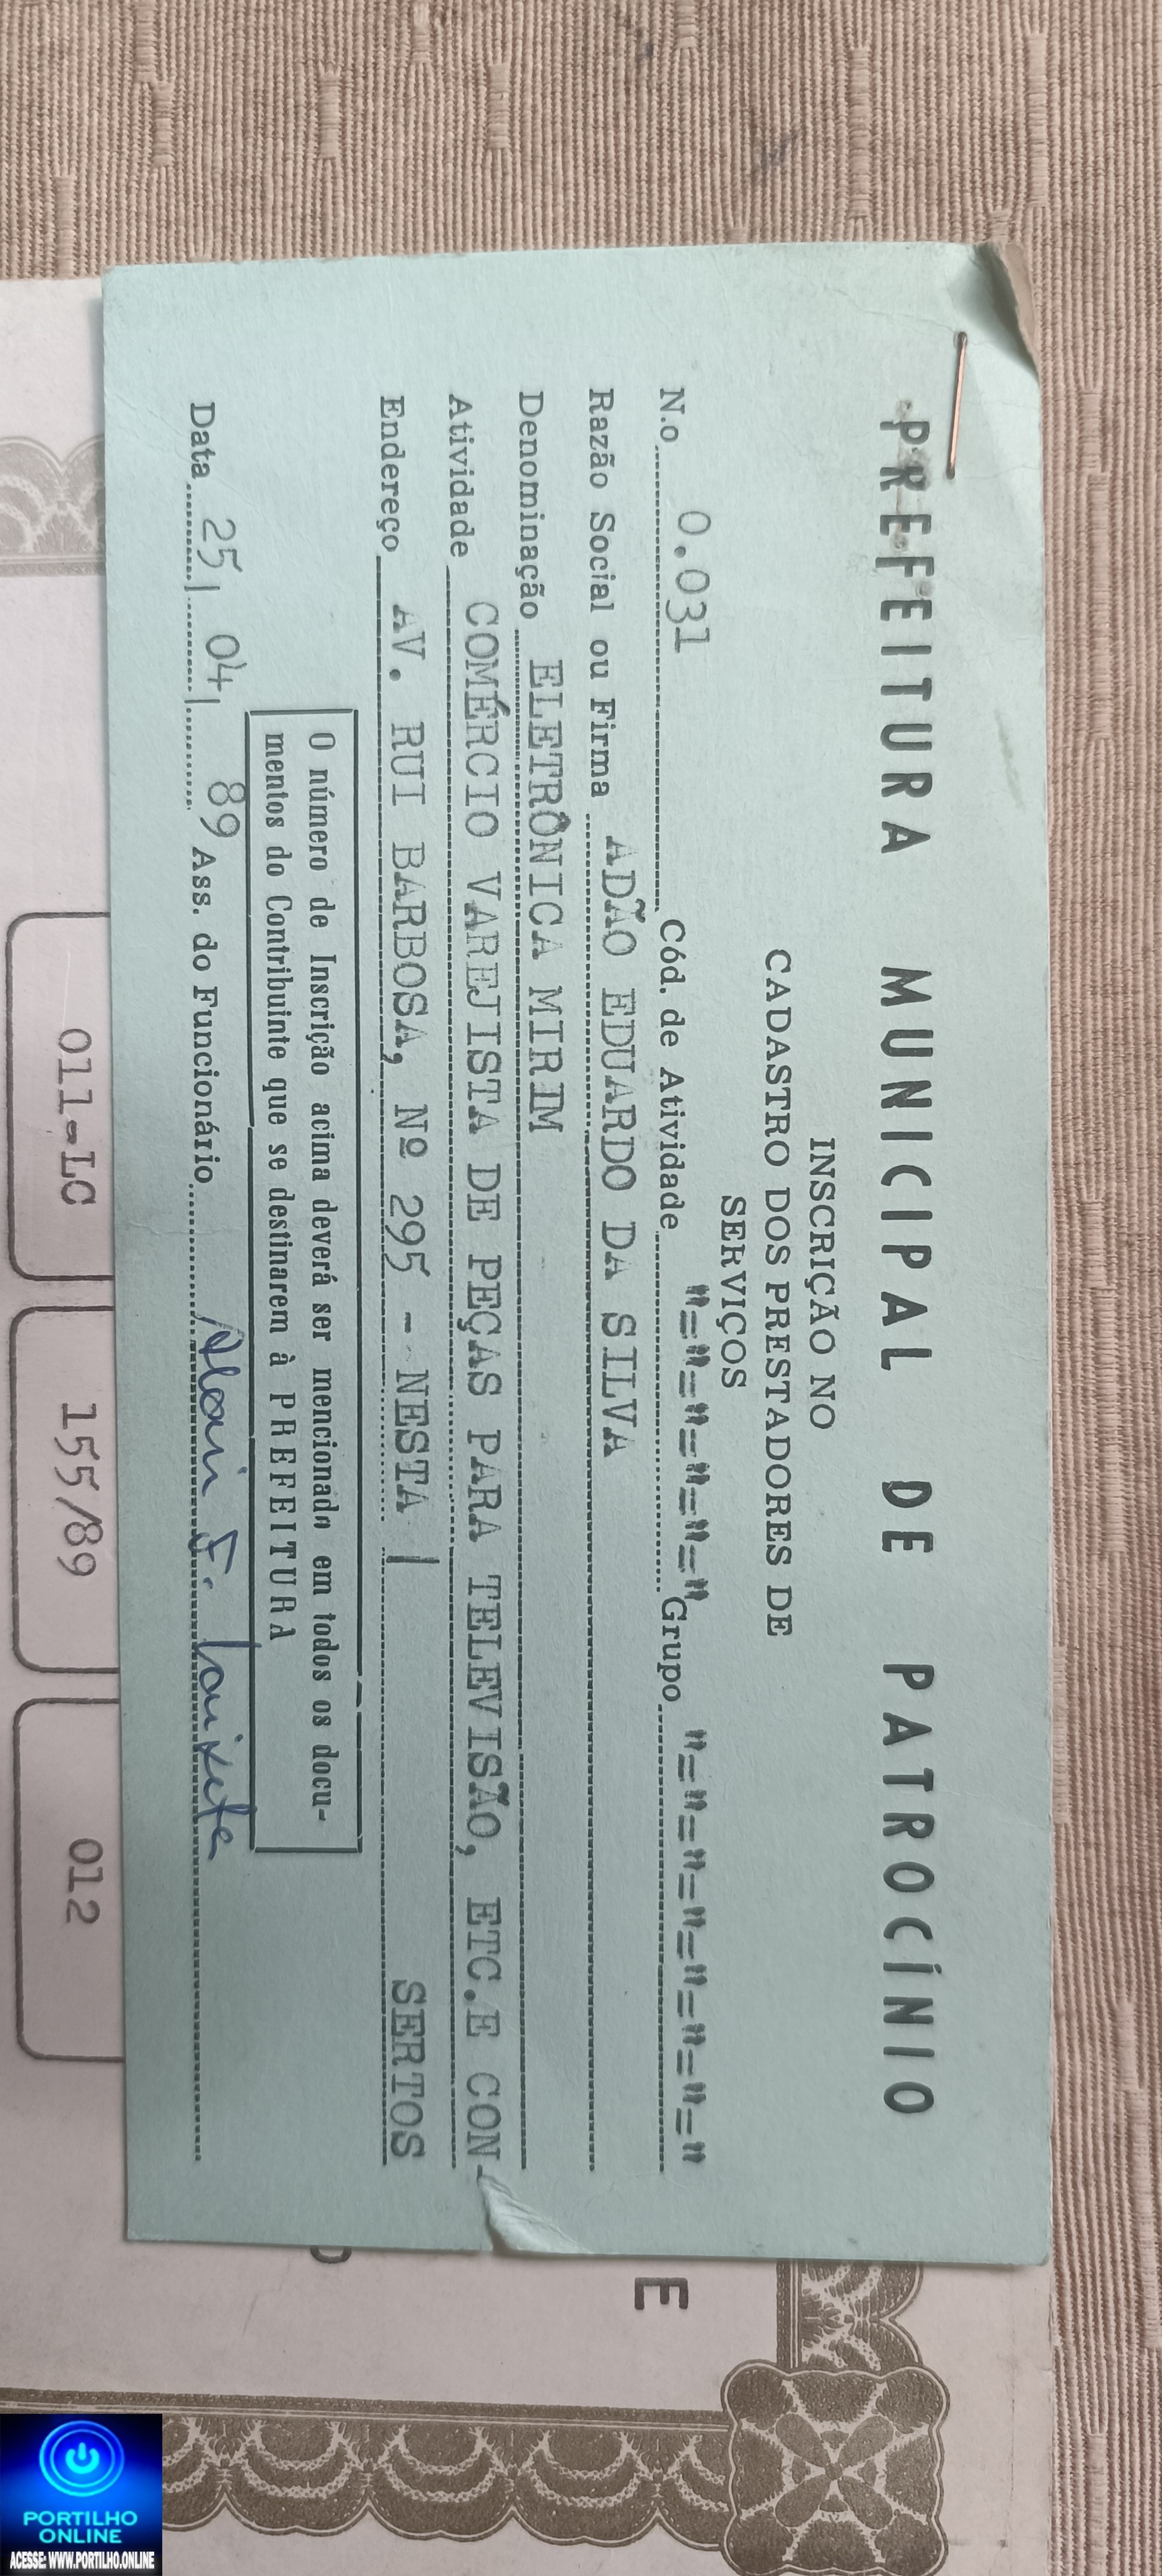 PREFEITURA MUNICIPAL DE PATROCÍNIO
INSCRIÇÃO NO
CADASTRO DOS PRESTADORES DE
SERVIÇOS
N.o 0.031 Cód. de Atividade "="="="="=" Grupo "="="="="="="="
Razão Social ou Firma ADÃO EDUARDO DA SILVA
Denominação ELETRÔNICA MIRIM
Atividade COMÉRCIO VAREJISTA DE PEÇAS PARA TELEVISÃO, ETC.E CON-
Endereço AV. RUI BARBOSA, Nº 295 - NESTA | SERTOS
O número de Inscrição acima deverá ser mencionado em todos os docu-
mentos do Contribuinte que se destinarem à PREFEITURA
Data 25/ 04/ 89 Ass. do Funcionário
E
O
011-LC
155/89
012
PORTILHO
ONLINE
ACESSE: WWW.PORTILHO.ONLINE